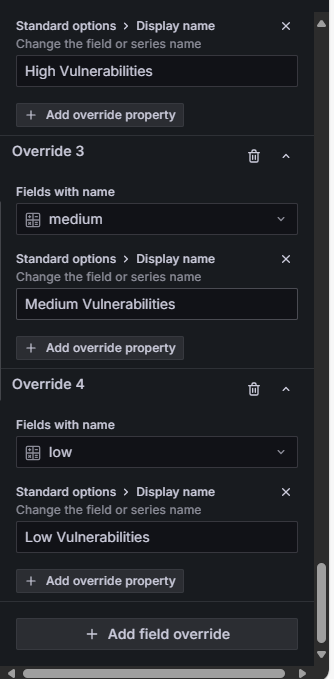 Standard options > Display name
Change the field or series name
High Vulnerabilities
+ Add override property
Override 3
Fields with name
medium
Standard options > Display name
Change the field or series name
Medium Vulnerabilities
+ Add override property
Override 4
Fields with name
low
Standard options > Display name
Change the field or series name
Low Vulnerabilities
+ Add override property
+ Add field override